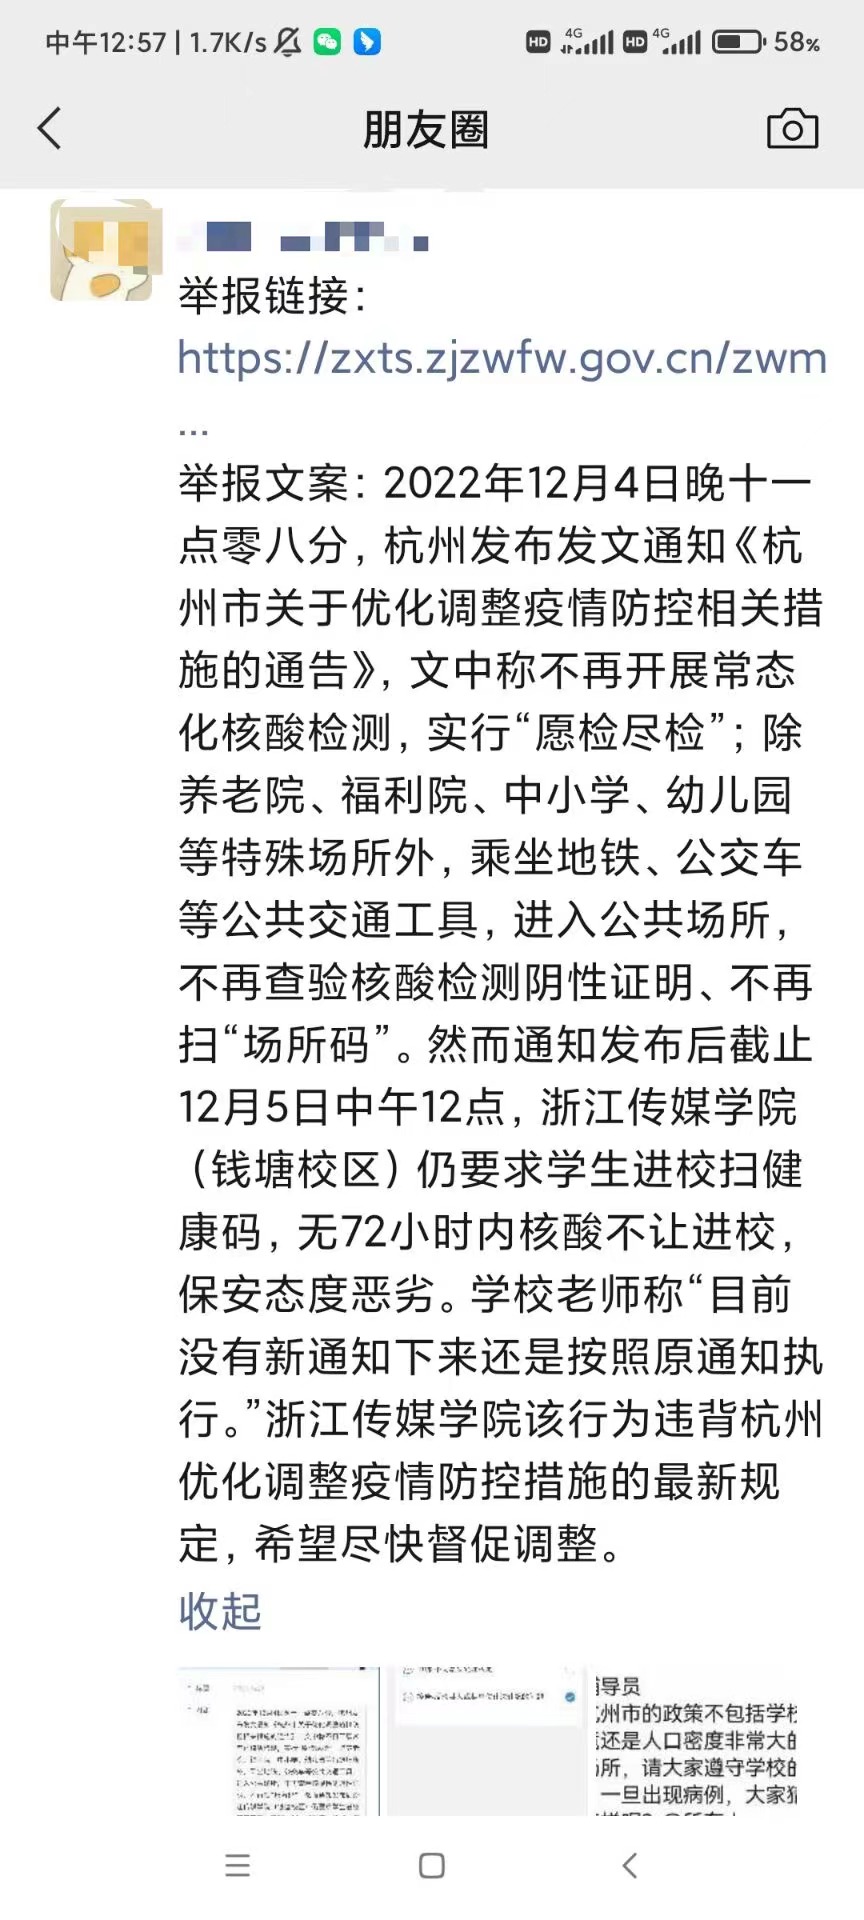 中午12:57 | 1.7K/s
HD 4G HD 4G 58%
朋友圈
举报链接：
https://zxts.zjzwfw.gov.cn/zwm
...
举报文案：2022年12月4日晚十一
点零八分，杭州发布发文通知《杭
州市关于优化调整疫情防控相关措
施的通告》，文中称不再开展常态
化核酸检测，实行“愿检尽检”；除
养老院、福利院、中小学、幼儿园
等特殊场所外，乘坐地铁、公交车
等公共交通工具，进入公共场所，
不再查验核酸检测阴性证明、不再
扫“场所码”。然而通知发布后截止
12月5日中午12点，浙江传媒学院
（钱塘校区）仍要求学生进校扫健
康码，无72小时内核酸不让进校，
保安态度恶劣。学校老师称“目前
没有新通知下来还是按照原通知执
行。”浙江传媒学院该行为违背杭州
优化调整疫情防控措施的最新规
定，希望尽快督促调整。
收起
导员
州市的政策不包括学校
还是人口密度非常大的
所，请大家遵守学校的
一旦出现病例，大家